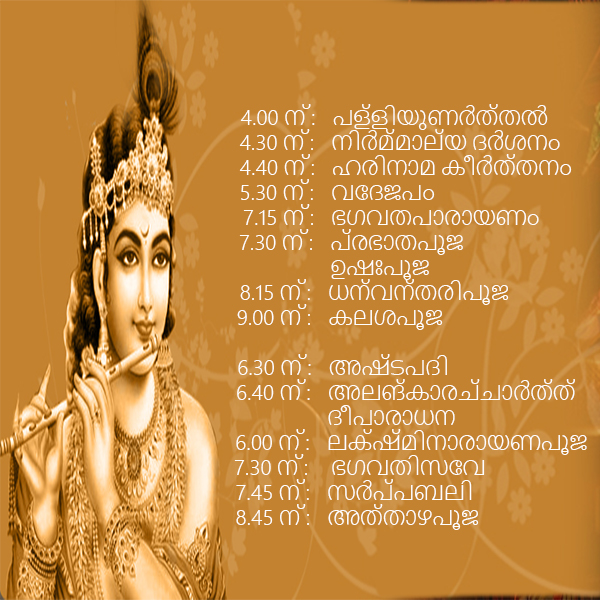 4.00 ന് : പള്ളിയുണർത്തൽ
4.30 ന് : നിർമ്മാല്യ ദർശനം
4.40 ന് : ഹരിനാമ കീർത്തനം
5.30 ന് : വദേജപം
7.15 ന് : ഭഗവതപാരായണം
7.30 ന് : പ്രഭാതപൂജ
ഉഷഃപൂജ
8.15 ന് : ധന്വന്തരിപൂജ
9.00 ന് : കലശപൂജ
6.30 ന് : അഷ്ടപദി
6.40 ന് : അലങ്കാരച്ചാർത്ത്
ദീപാരാധന
6.00 ന് : ലക്ഷ്മിനാരായണപൂജ
7.30 ന് : ഭഗവതിസവേ
7.45 ന് : സർപ്പബലി
8.45 ന് : അത്താഴപൂജ